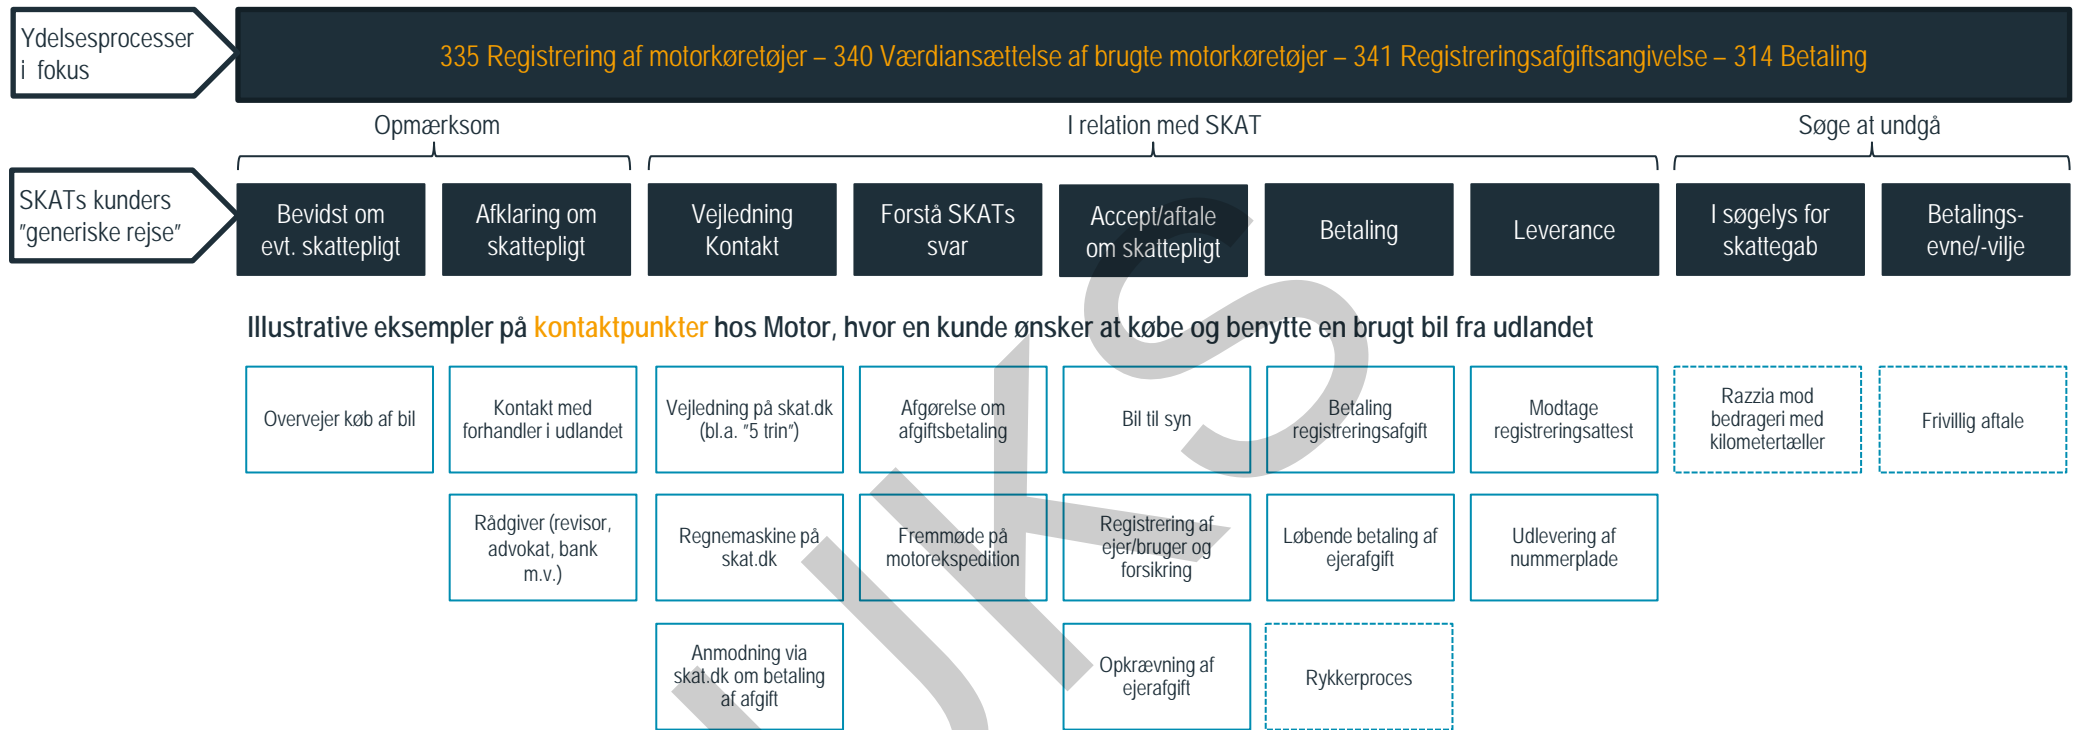 Ydelsesprocesser
i fokus
335 Registrering af motorkøretøjer – 340 Værdiansættelse af brugte motorkøretøjer – 341 Registreringsafgiftsangivelse – 314 Betaling
Opmærksom
I relation med SKAT
Søge at undgå
SKATs kunders
"generiske rejse"
Bevidst om
evt. skattepligt
Afklaring om
skattepligt
Vejledning
Kontakt
Forstå SKATs
svar
Accept/aftale
om skattepligt
Betaling
Leverance
I søgelys for
skattegab
Betalings-
evne/-vilje
Illustrative eksempler på kontaktpunkter hos Motor, hvor en kunde ønsker at købe og benytte en brugt bil fra udlandet
Overvejer køb af bil
Kontakt med
forhandler i udlandet
Vejledning på skat.dk
(bl.a. "5 trin")
Afgørelse om
afgiftsbetaling
Bil til syn
Betaling
registreringsafgift
Modtage
registreringsattest
Razzia mod
bedrageri med
kilometertæller
Frivillig aftale
Rådgiver (revisor,
advokat, bank
m.v.)
Regnemaskine på
skat.dk
Fremmøde på
motorekspedition
Registrering af
ejer/bruger og
forsikring
Løbende betaling af
ejerafgift
Udlevering af
nummerplade
Anmodning via
skat.dk om betaling
af afgift
Opkrævning af
ejerafgift
Rykkerproces